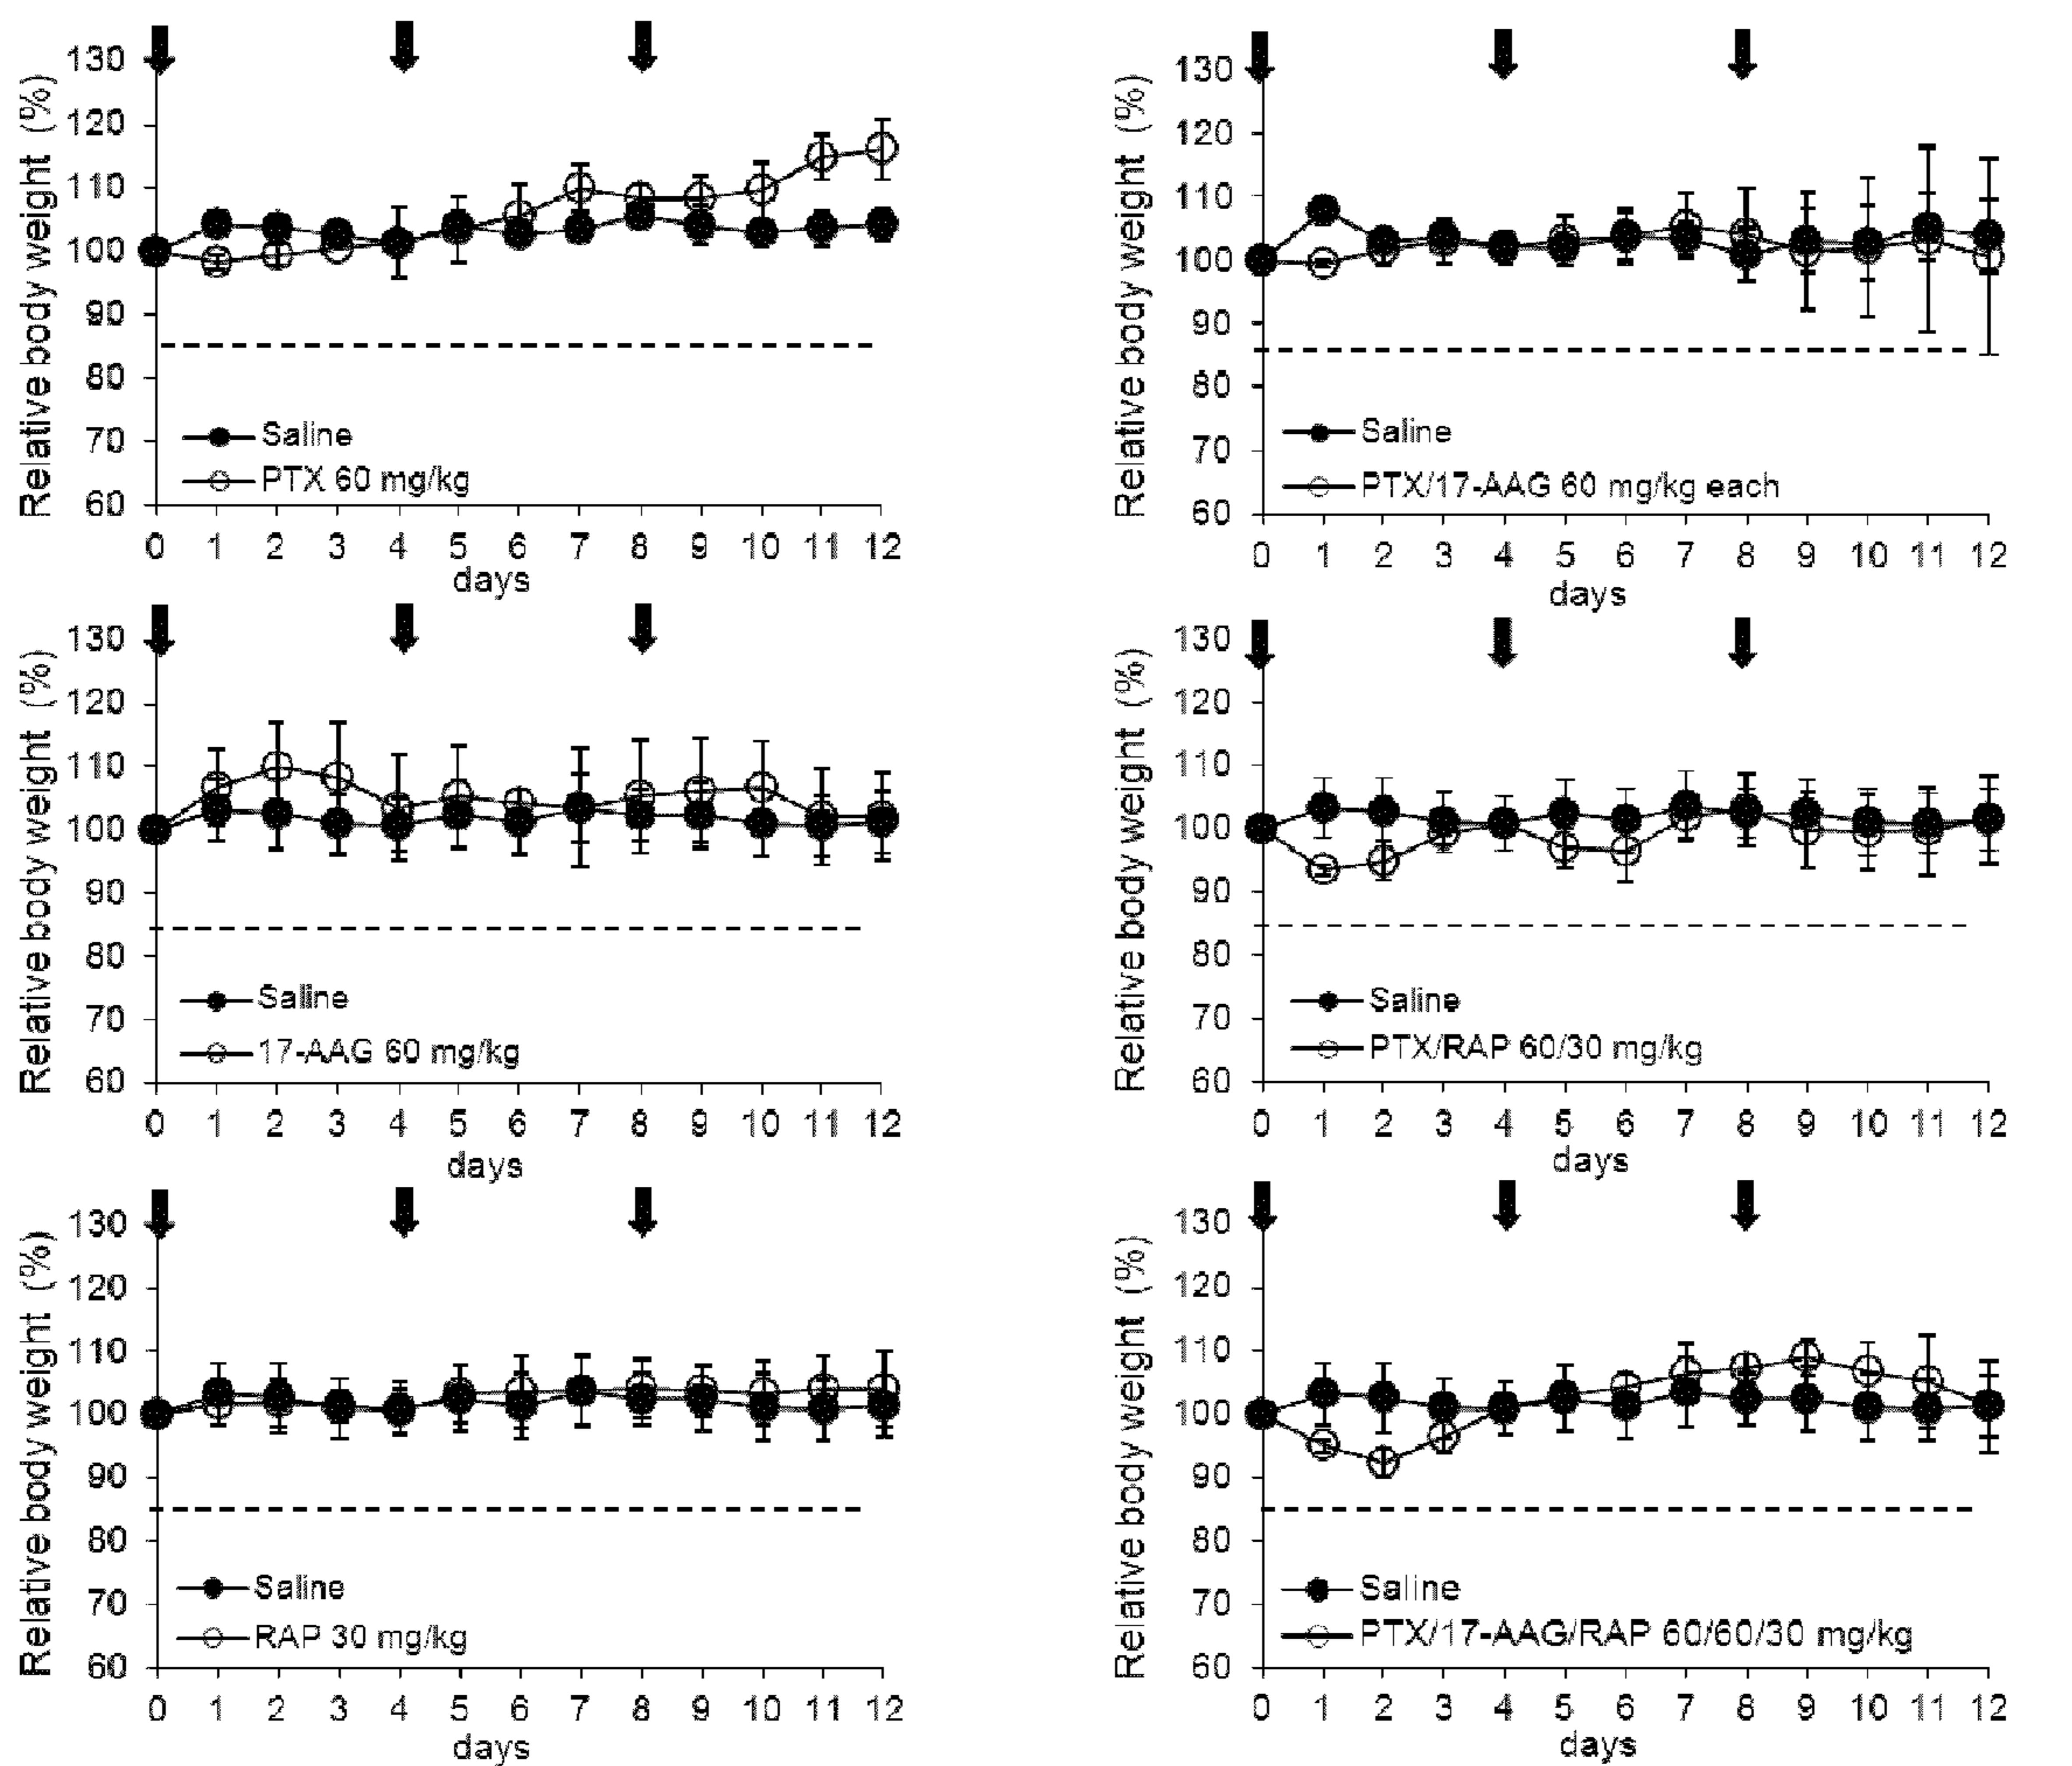 Relative body weight (%)
130
120
110
100
90
80
70
60
Saline
PTX 60 mg/kg
0 1 2 3 4 5 6 7 8 9 10 11 12
days
Relative body weight (%)
130
120
110
100
90
80
70
60
Saline
PTX/17-AAG 60 mg/kg each
0 1 2 3 4 5 6 7 8 9 10 11 12
days
Relative body weight (%)
130
120
110
100
90
80
70
60
Saline
17-AAG 60 mg/kg
0 1 2 3 4 5 6 7 8 9 10 11 12
days
Relative body weight (%)
130
120
110
100
90
80
70
60
Saline
PTX/RAP 60/30 mg/kg
0 1 2 3 4 5 6 7 8 9 10 11 12
days
Relative body weight (%)
130
120
110
100
90
80
70
60
Saline
RAP 30 mg/kg
0 1 2 3 4 5 6 7 8 9 10 11 12
days
Relative body weight (%)
130
120
110
100
90
80
70
60
Saline
PTX/17-AAG/RAP 60/60/30 mg/kg
0 1 2 3 4 5 6 7 8 9 10 11 12
days